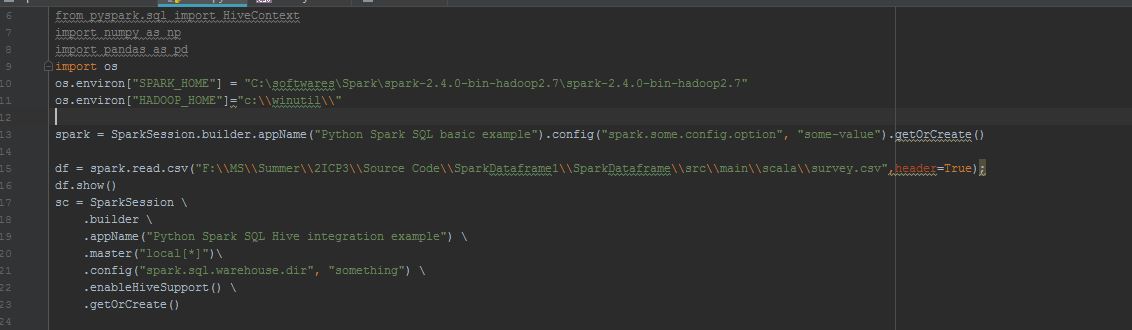 6 from pyspark.sql import HiveContext
7 import numpy as np
8 import pandas as pd
9 import os
10 os.environ["SPARK_HOME"] = "C:\softwares\Spark\spark-2.4.0-bin-hadoop2.7\spark-2.4.0-bin-hadoop2.7"
11 os.environ["HADOOP_HOME"]="c:\\winutil\\"
12
13 spark = SparkSession.builder.appName("Python Spark SQL basic example").config("spark.some.config.option", "some-value").getOrCreate()
14
15 df = spark.read.csv("F:\\MS\\Summer\\2ICP3\\Source Code\\SparkDataframe1\\SparkDataframe\\src\\main\\scala\\survey.csv",header=True);
16 df.show()
17 sc = SparkSession \
18 .builder \
19 .appName("Python Spark SQL Hive integration example") \
20 .master("local[*]")\
21 .config("spark.sql.warehouse.dir", "something") \
22 .enableHiveSupport() \
23 .getOrCreate()
24